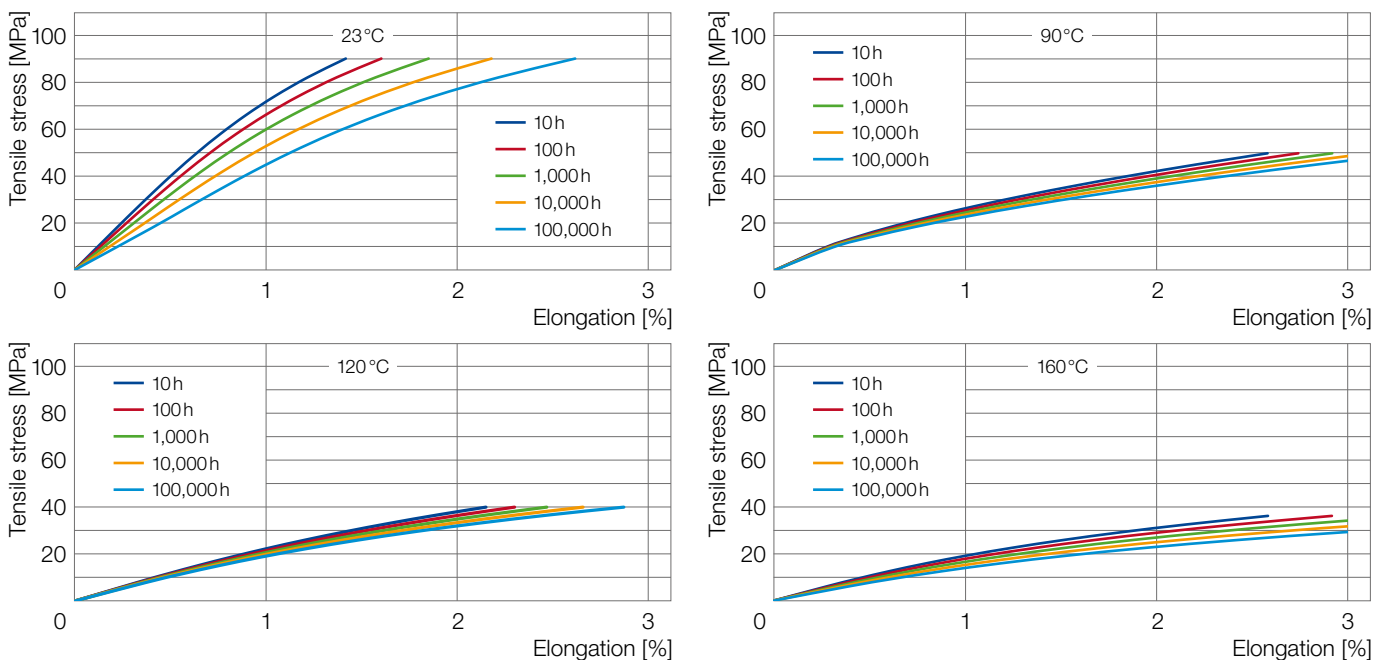 Tensile stress [MPa]
100
80
60
40
20
0
1
2
3
Elongation [%]
23 °C
10 h
100 h
1,000 h
10,000 h
100,000 h
Tensile stress [MPa]
100
80
60
40
20
0
1
2
3
Elongation [%]
90 °C
10 h
100 h
1,000 h
10,000 h
100,000 h
Tensile stress [MPa]
100
80
60
40
20
0
1
2
3
Elongation [%]
120 °C
10 h
100 h
1,000 h
10,000 h
100,000 h
Tensile stress [MPa]
100
80
60
40
20
0
1
2
3
Elongation [%]
160 °C
10 h
100 h
1,000 h
10,000 h
100,000 h